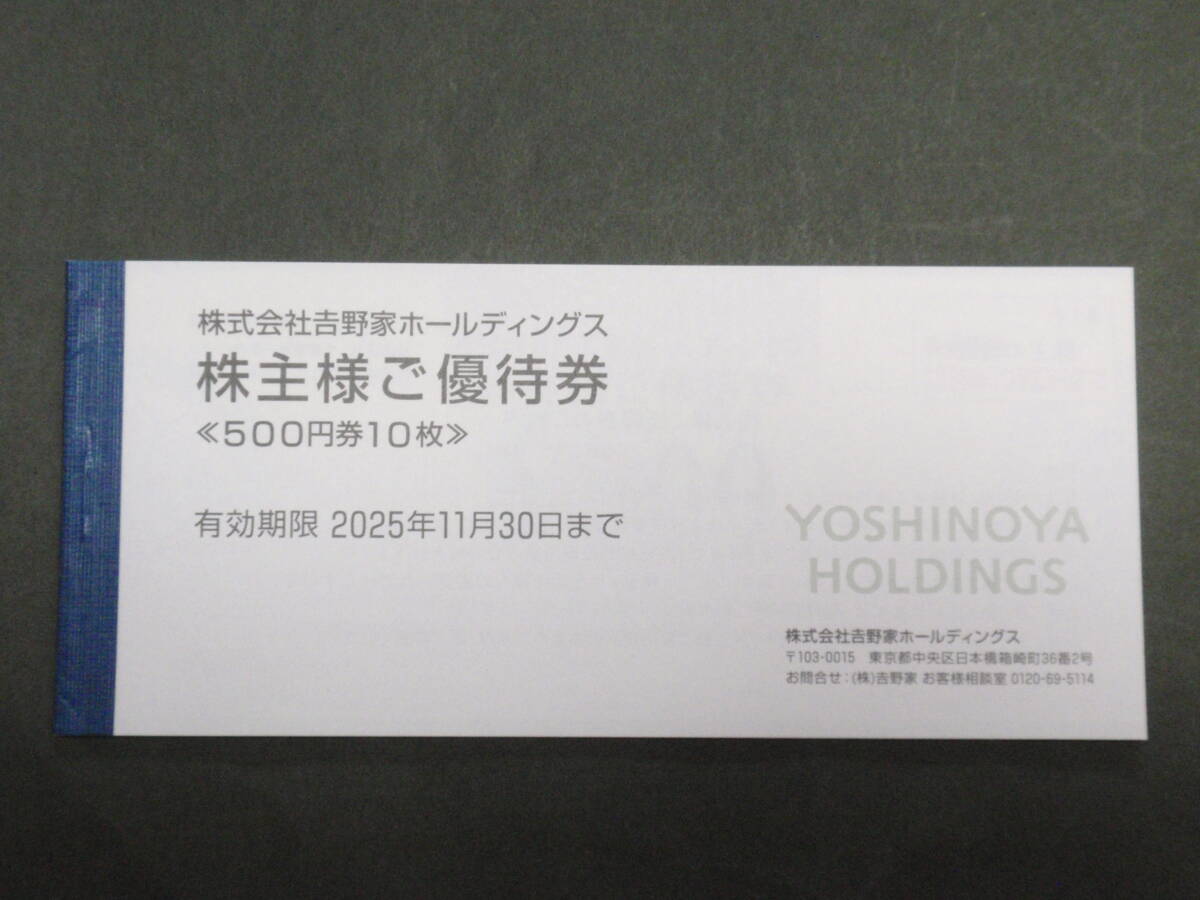 株式会社𠮷野家ホールディングス
株主様ご優待券
≪500円券10枚≫
有効期限 2025年11月30日まで
YOSHINOYA
HOLDINGS
株式会社𠮷野家ホールディングス
〒103-0015 東京都中央区日本橋箱崎町36番2号
お問合せ:(株)𠮷野家 お客様相談室 0120-69-5114